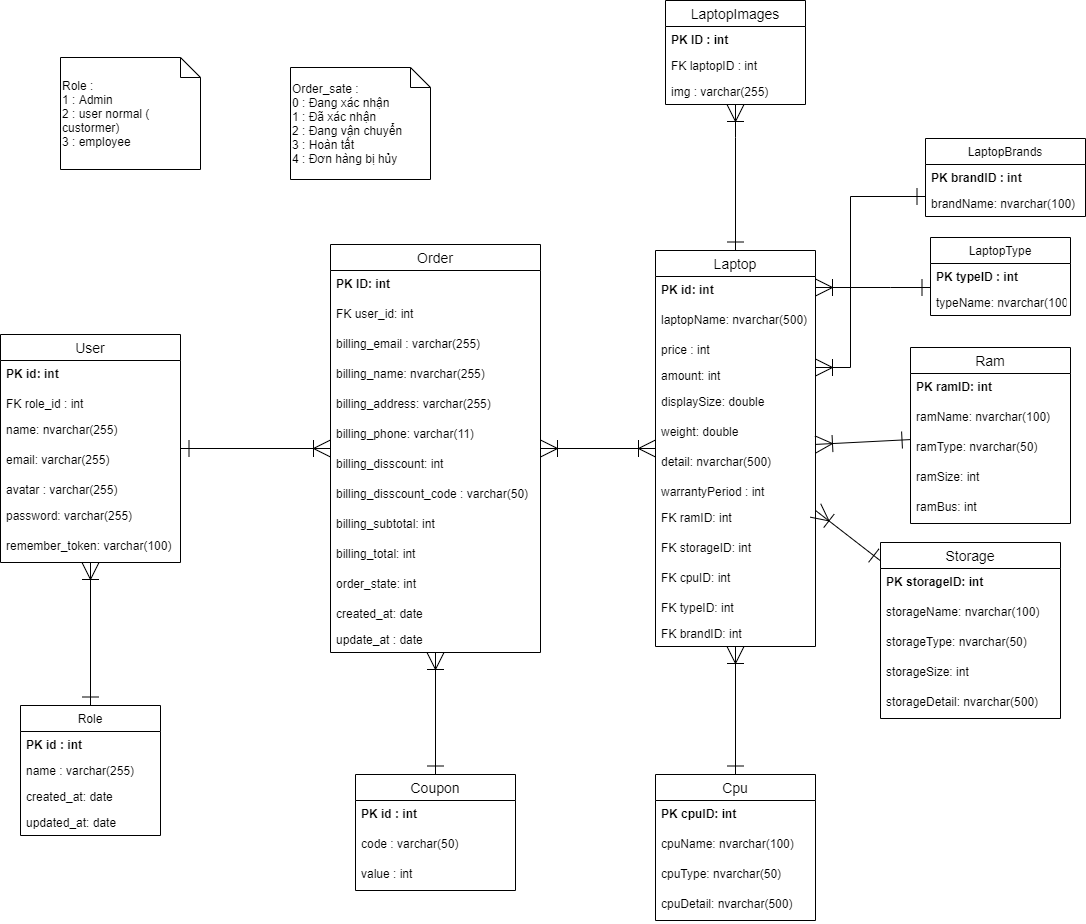 LaptopImages
PK ID : int
FK laptopID : int
img : varchar(255)
Role :
1 : Admin
2 : user normal (
custormer)
3 : employee
Order_sate :
0 : Đang xác nhận
1 : Đã xác nhận
2 : Đang vận chuyển
3 : Hoàn tất
4 : Đơn hàng bị hủy
LaptopBrands
PK brandID : int
brandName: nvarchar(100)
LaptopType
PK typeID : int
typeName: nvarchar(100
Order
PK ID: int
FK user_id: int
billing_email : varchar(255)
billing_name: nvarchar(255)
billing_address: varchar(255)
billing_phone: varchar(11)
billing_disscount: int
billing_disscount_code : varchar(50)
billing_subtotal: int
billing_total: int
order_state: int
created_at: date
update_at : date
Laptop
PK id: int
laptopName: nvarchar(500)
price : int
amount: int
displaySize: double
weight: double
detail: nvarchar(500)
warrantyPeriod : int
FK ramID: int
FK storageID: int
FK cpuID: int
FK typeID: int
FK brandID: int
User
PK id: int
FK role_id : int
name: nvarchar(255)
email: varchar(255)
avatar : varchar(255)
password: varchar(255)
remember_token: varchar(100)
Ram
PK ramID: int
ramName: nvarchar(100)
ramType: nvarchar(50)
ramSize: int
ramBus: int
Storage
PK storageID: int
storageName: nvarchar(100)
storageType: nvarchar(50)
storageSize: int
storageDetail: nvarchar(500)
Role
PK id : int
name : varchar(255)
created_at: date
updated_at: date
Coupon
PK id : int
code : varchar(50)
value : int
Cpu
PK cpuID: int
cpuName: nvarchar(100)
cpuType: nvarchar(50)
cpuDetail: nvarchar(500)